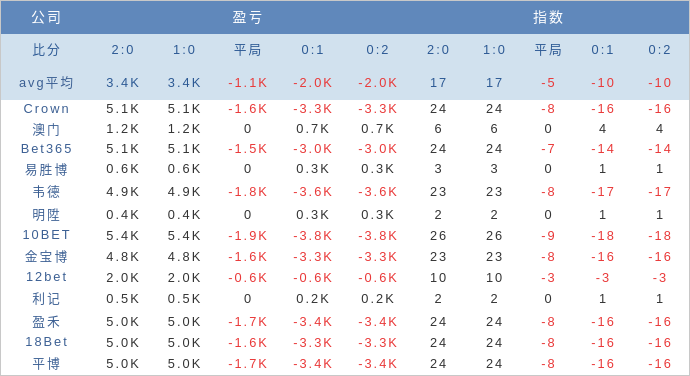 公司 盈亏 指数
比分 2:0 1:0 平局 0:1 0:2 2:0 1:0 平局 0:1 0:2
avg平均 3.4K 3.4K -1.1K -2.0K -2.0K 17 17 -5 -10 -10
Crown 5.1K 5.1K -1.6K -3.3K -3.3K 24 24 -8 -16 -16
澳门 1.2K 1.2K 0 0.7K 0.7K 6 6 0 4 4
Bet365 5.1K 5.1K -1.5K -3.0K -3.0K 24 24 -7 -14 -14
易胜博 0.6K 0.6K 0 0.3K 0.3K 3 3 0 1 1
韦德 4.9K 4.9K -1.8K -3.6K -3.6K 23 23 -8 -17 -17
明陞 0.4K 0.4K 0 0.3K 0.3K 2 2 0 1 1
10BET 5.4K 5.4K -1.9K -3.8K -3.8K 26 26 -9 -18 -18
金宝博 4.8K 4.8K -1.6K -3.3K -3.3K 23 23 -8 -16 -16
12bet 2.0K 2.0K -0.6K -0.6K -0.6K 10 10 -3 -3 -3
利记 0.5K 0.5K 0 0.2K 0.2K 2 2 0 1 1
盈禾 5.0K 5.0K -1.7K -3.4K -3.4K 24 24 -8 -16 -16
18Bet 5.0K 5.0K -1.6K -3.3K -3.3K 24 24 -8 -16 -16
平博 5.0K 5.0K -1.7K -3.4K -3.4K 24 24 -8 -16 -16